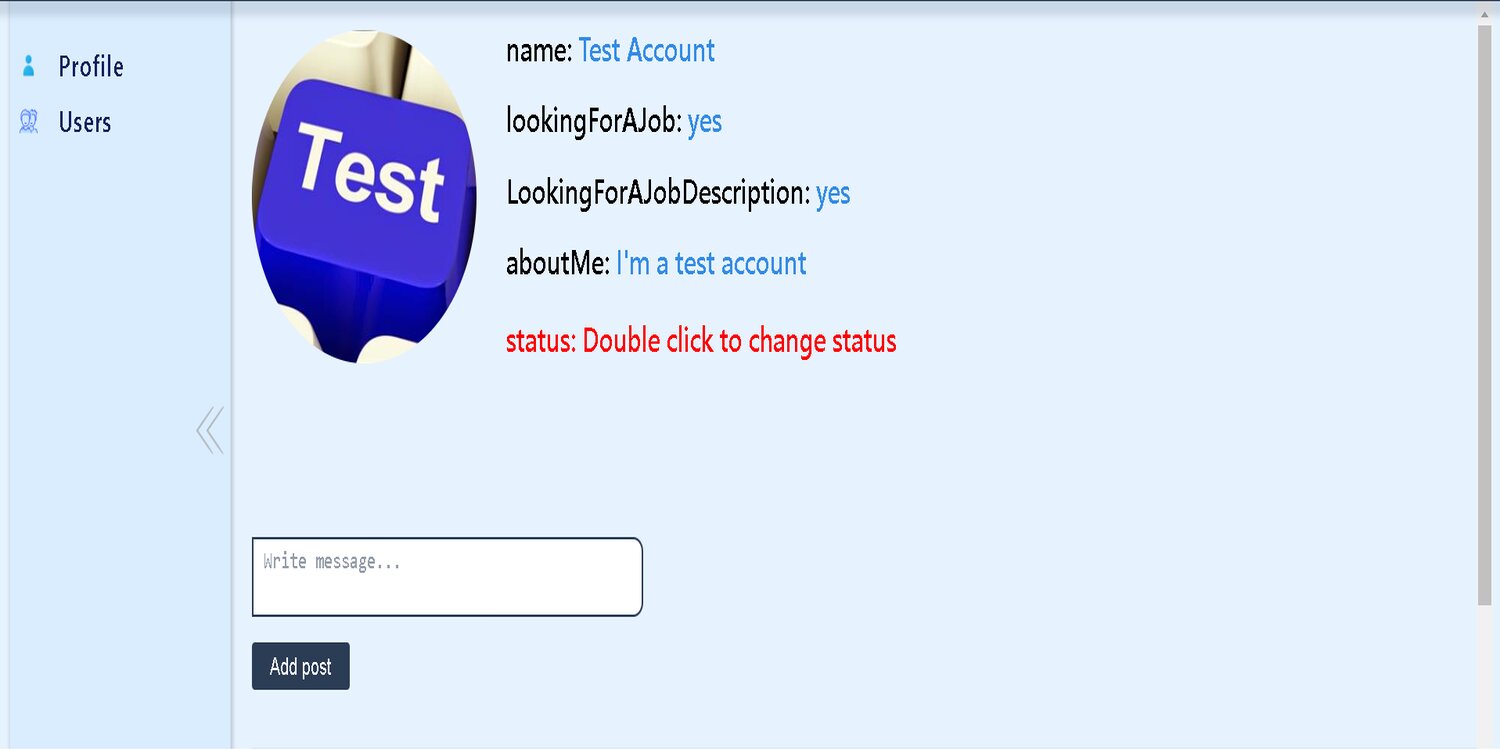 Profile
Users
Test
name: Test Account
lookingForAJob: yes
LookingForAJobDescription: yes
aboutMe: I'm a test account
status: Double click to change status
Write message...
Add post